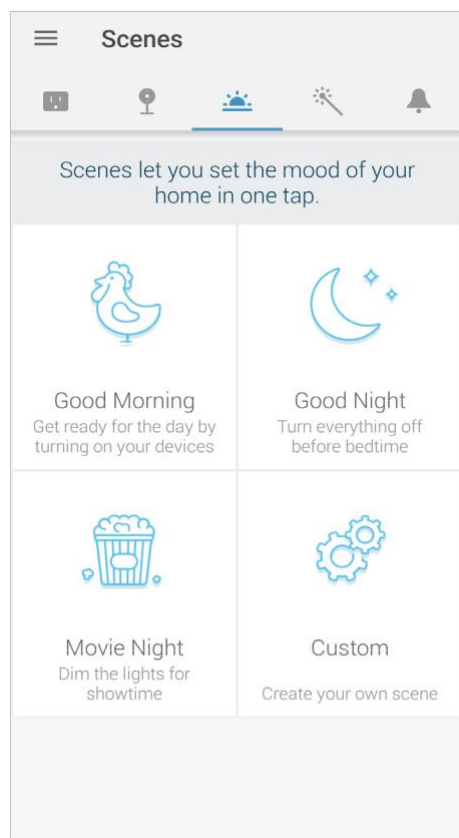 Scenes
Scenes let you set the mood of your
home in one tap.
Good Morning
Get ready for the day by
turning on your devices
Good Night
Turn everything off
before bedtime
Movie Night
Dim the lights for
showtime
Custom
Create your own scene